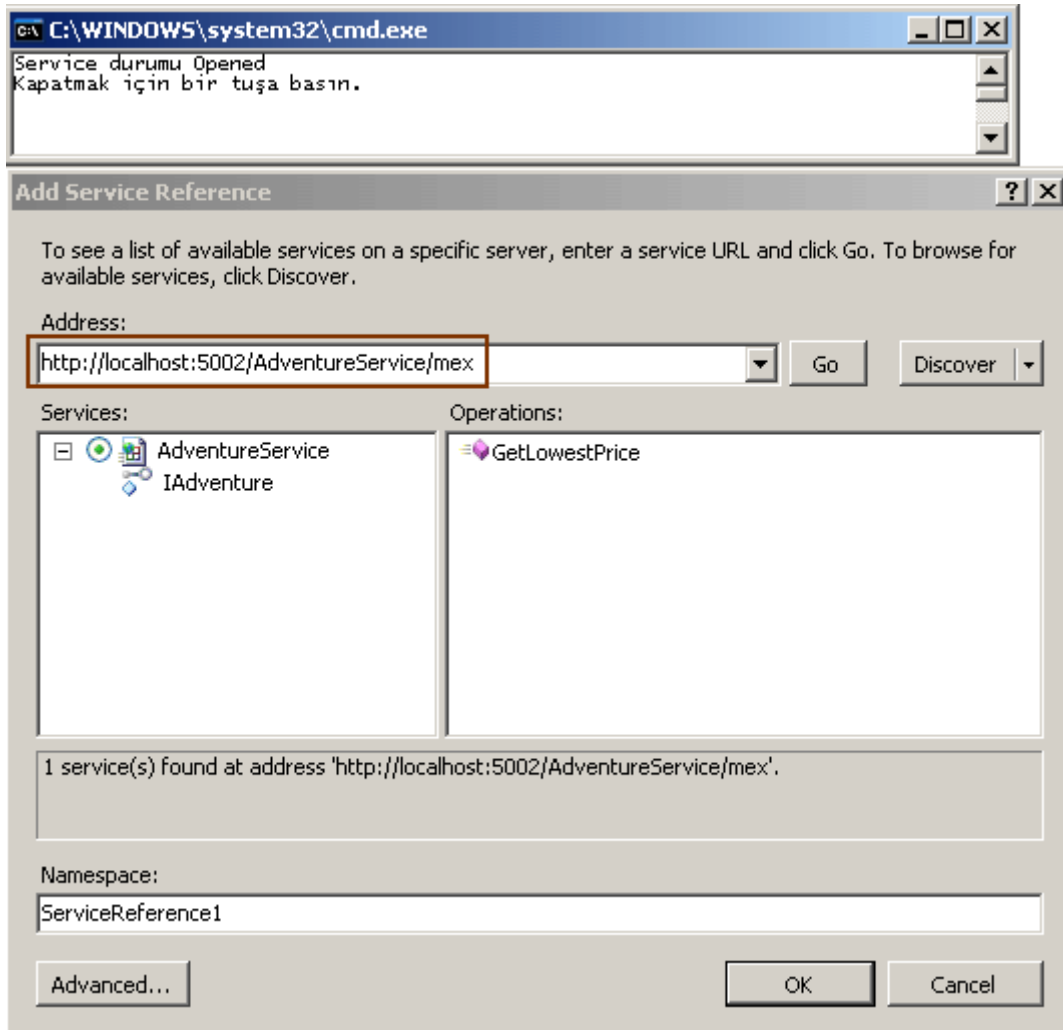 C:\WINDOWS\system32\cmd.exe
Service durumu Opened
Kapatmak için bir tuşa basın.
Add Service Reference
To see a list of available services on a specific server, enter a service URL and click Go. To browse for
available services, click Discover.
Address:
http://localhost:5002/AdventureService/mex
Go
Discover
Services:
Operations:
AdventureService
GetLowestPrice
IAdventure
1 service(s) found at address 'http://localhost:5002/AdventureService/mex'.
Namespace:
ServiceReference1
Advanced...
OK
Cancel